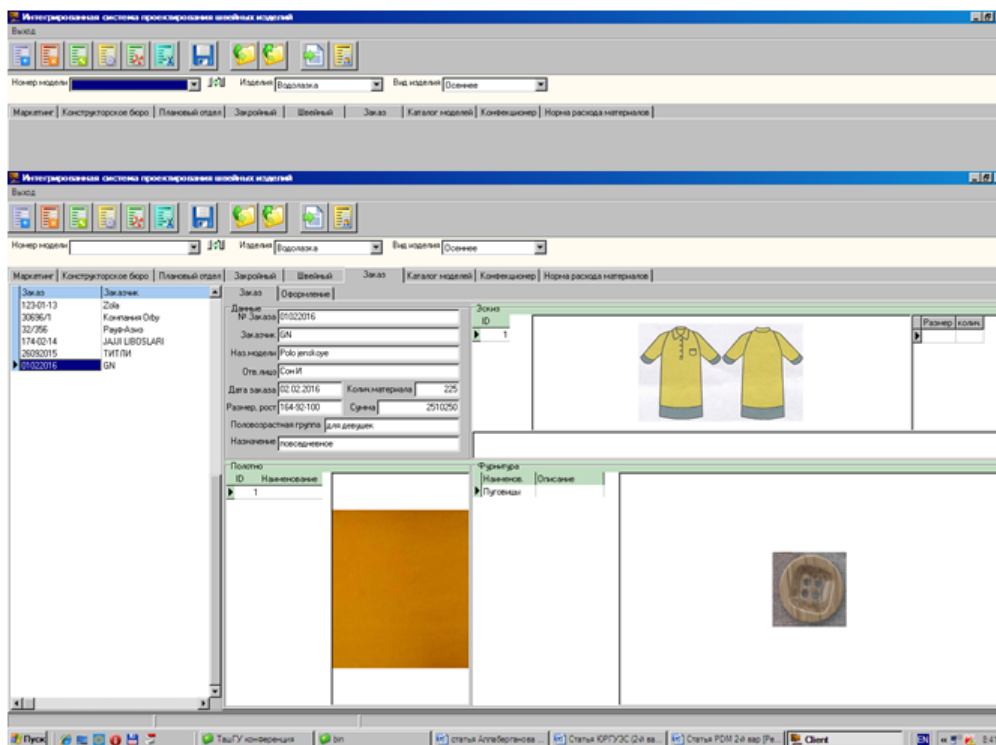 Интегрированная система проектирования швейных изделий
Выход
Номер модели Изделия Водолазка Вид изделия Осеннее
Маркетинг Конструкторское бюро Плановый отдел Закройный Швейный Заказ Каталог моделей Конфекционер Норма расхода материалов
Интегрированная система проектирования швейных изделий
Выход
Номер модели Изделия Водолазка Вид изделия Осеннее
Маркетинг Конструкторское бюро Плановый отдел Закройный Швейный Заказ Каталог моделей Конфекционер Норма расхода материалов
Заказ Заказчик
123-01-13 Zola
30696/1 Компания Orby
32/356 Рауф-Азиз
174-02-14 JAJJI LIBOSLARI
26092015 ТИТЛИ
01022016 GN
Заказ Оформление
Данные
№ Заказа 01022016
Заказчик GN
Наз.модели Polo jenskoye
Отв.лицо Сон И
Дата заказа 02.02.2016 Колич.материала 225
Размер, рост 164-92-100 Сумма 2510250
Половозрастная группа для девушек
Назначение повседневное
Эскиз
ID
1
Размер колич.
Полотно
ID Наименование
1
Фурнитура
Наименов. Описание
Пуговицы
Пуск ТашГУ конференция bin статья Аллаберганова ... Статья ЮРГУЭС (2-й ва... Статья PDM 2-й вар [Ре... Client EN 8:4